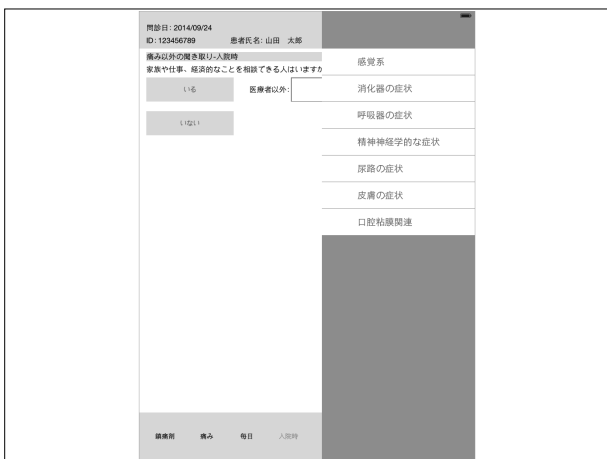 問診日: 2014/09/24
ID: 123456789 患者氏名: 山田 太郎
痛み以外の聞き取り-入院時
家族や仕事、経済的なことを相談できる人はいますか
いる 医療者以外:
いない
感覚系
消化器の症状
呼吸器の症状
精神神経学的な症状
尿路の症状
皮膚の症状
口腔粘膜関連
鎮痛剤 痛み 毎日 入院時